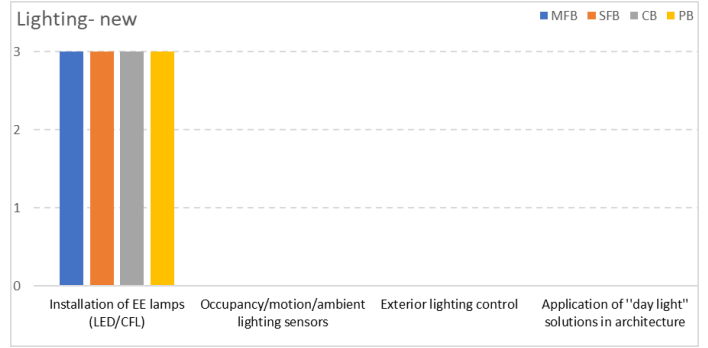 Lighting- new
MFB SFB CB PB
3
2
1
0
Installation of EE lamps
(LED/CFL)
Occupancy/motion/ambient
lighting sensors
Exterior lighting control
Application of "day light"
solutions in architecture